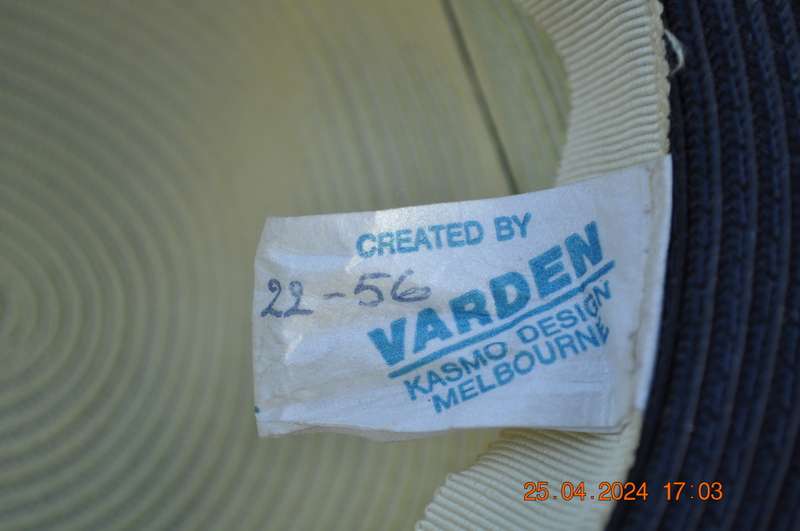 CREATED BY
22-56
VARDEN
KASMO DESIGN
MELBOURNE
25.04.2024 17:03